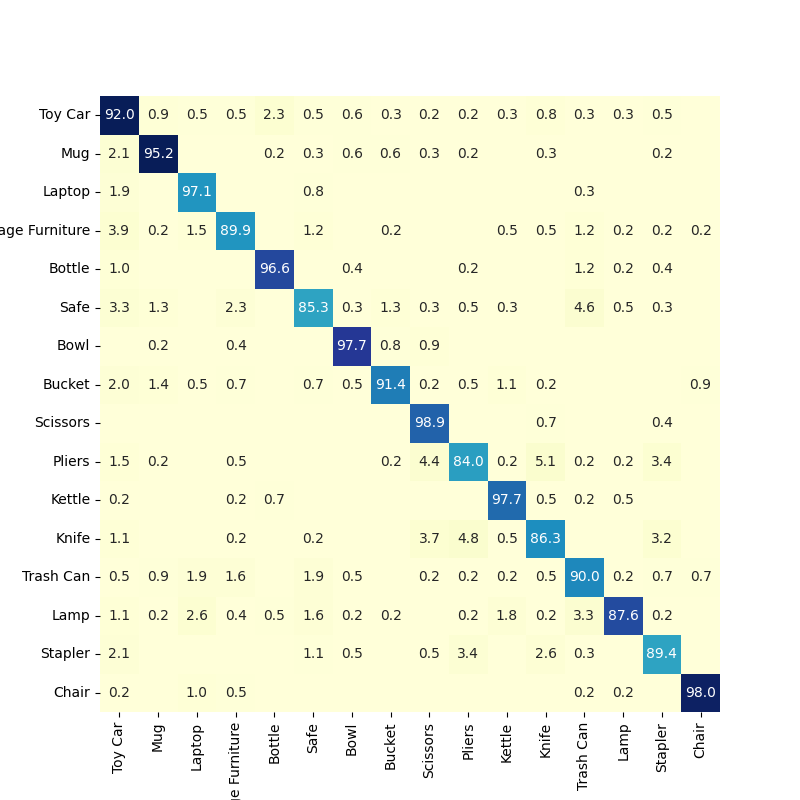 Toy Car 92.0 0.9 0.5 0.5 2.3 0.5 0.6 0.3 0.2 0.2 0.3 0.8 0.3 0.3 0.5
Mug 2.1 95.2 0.2 0.3 0.6 0.6 0.3 0.2 0.3 0.2
Laptop 1.9 97.1 0.8 0.3
Furniture 3.9 0.2 1.5 89.9 1.2 0.2 0.5 0.5 1.2 0.2 0.2 0.2
Bottle 1.0 96.6 0.4 0.2 1.2 0.2 0.4
Safe 3.3 1.3 2.3 85.3 0.3 1.3 0.3 0.5 0.3 4.6 0.5 0.3
Bowl 0.2 0.4 97.7 0.8 0.9
Bucket 2.0 1.4 0.5 0.7 0.7 0.5 91.4 0.2 0.5 1.1 0.2 0.9
Scissors 98.9 0.7 0.4
Pliers 1.5 0.2 0.5 0.2 4.4 84.0 0.2 5.1 0.2 0.2 3.4
Kettle 0.2 0.2 0.7 97.7 0.5 0.2 0.5
Knife 1.1 0.2 0.2 3.7 4.8 0.5 86.3 3.2
Trash Can 0.5 0.9 1.9 1.6 1.9 0.5 0.2 0.2 0.2 0.5 90.0 0.2 0.7 0.7
Lamp 1.1 0.2 2.6 0.4 0.5 1.6 0.2 0.2 0.2 1.8 0.2 3.3 87.6 0.2
Stapler 2.1 1.1 0.5 0.5 3.4 2.6 0.3 89.4
Chair 0.2 1.0 0.5 0.2 0.2 98.0
Toy Car Mug Laptop Furniture Bottle Safe Bowl Bucket Scissors Pliers Kettle Knife Trash Can Lamp Stapler Chair